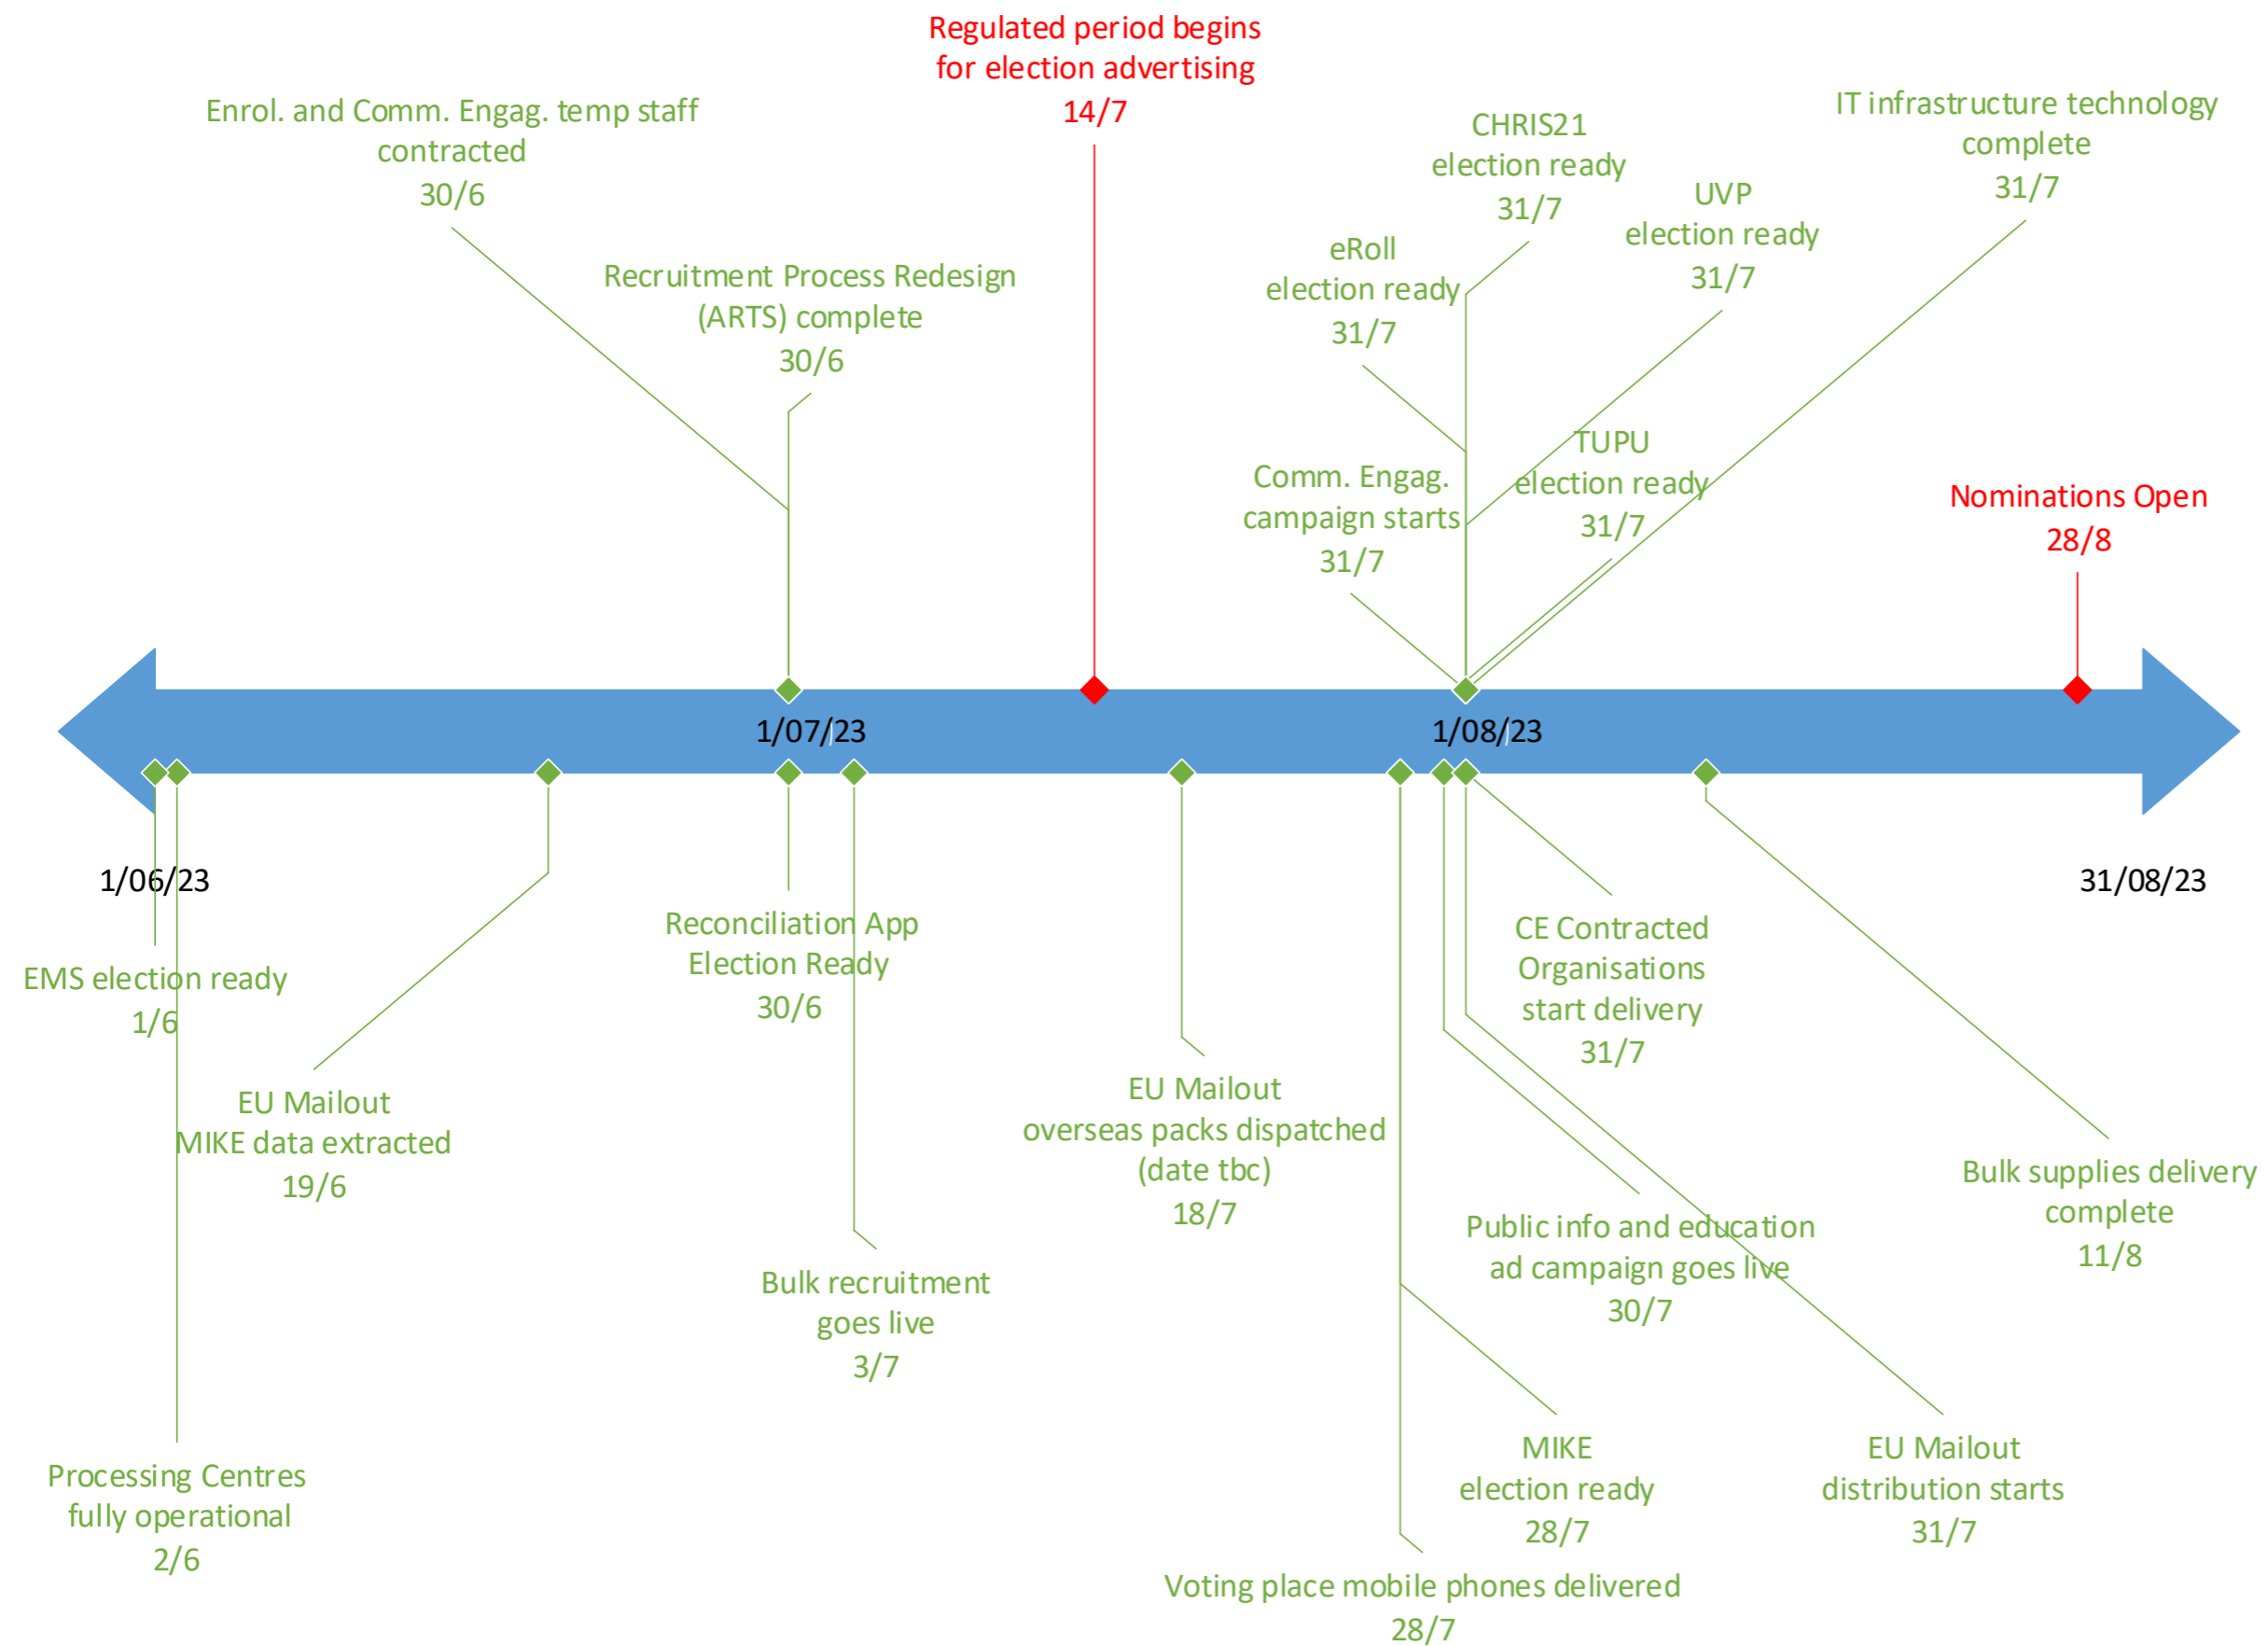 Regulated period begins
for election advertising
14/7
Enrol. and Comm. Engag. temp staff
contracted
30/6
Recruitment Process Redesign
(ARTS) complete
30/6
CHRIS21
election ready
31/7
IT infrastructure technology
complete
31/7
UVP
election ready
31/7
eRoll
election ready
31/7
TUPU
election ready
31/7
Comm. Engag.
campaign starts
31/7
Nominations Open
28/8
1/07/23
1/08/23
1/06/23
31/08/23
EMS election ready
1/6
Reconciliation App
Election Ready
30/6
CE Contracted
Organisations
start delivery
31/7
EU Mailout
MIKE data extracted
19/6
EU Mailout
overseas packs dispatched
(date tbc)
18/7
Bulk supplies delivery
complete
11/8
Public info and education
ad campaign goes live
30/7
Bulk recruitment
goes live
3/7
Processing Centres
fully operational
2/6
MIKE
election ready
28/7
EU Mailout
distribution starts
31/7
Voting place mobile phones delivered
28/7